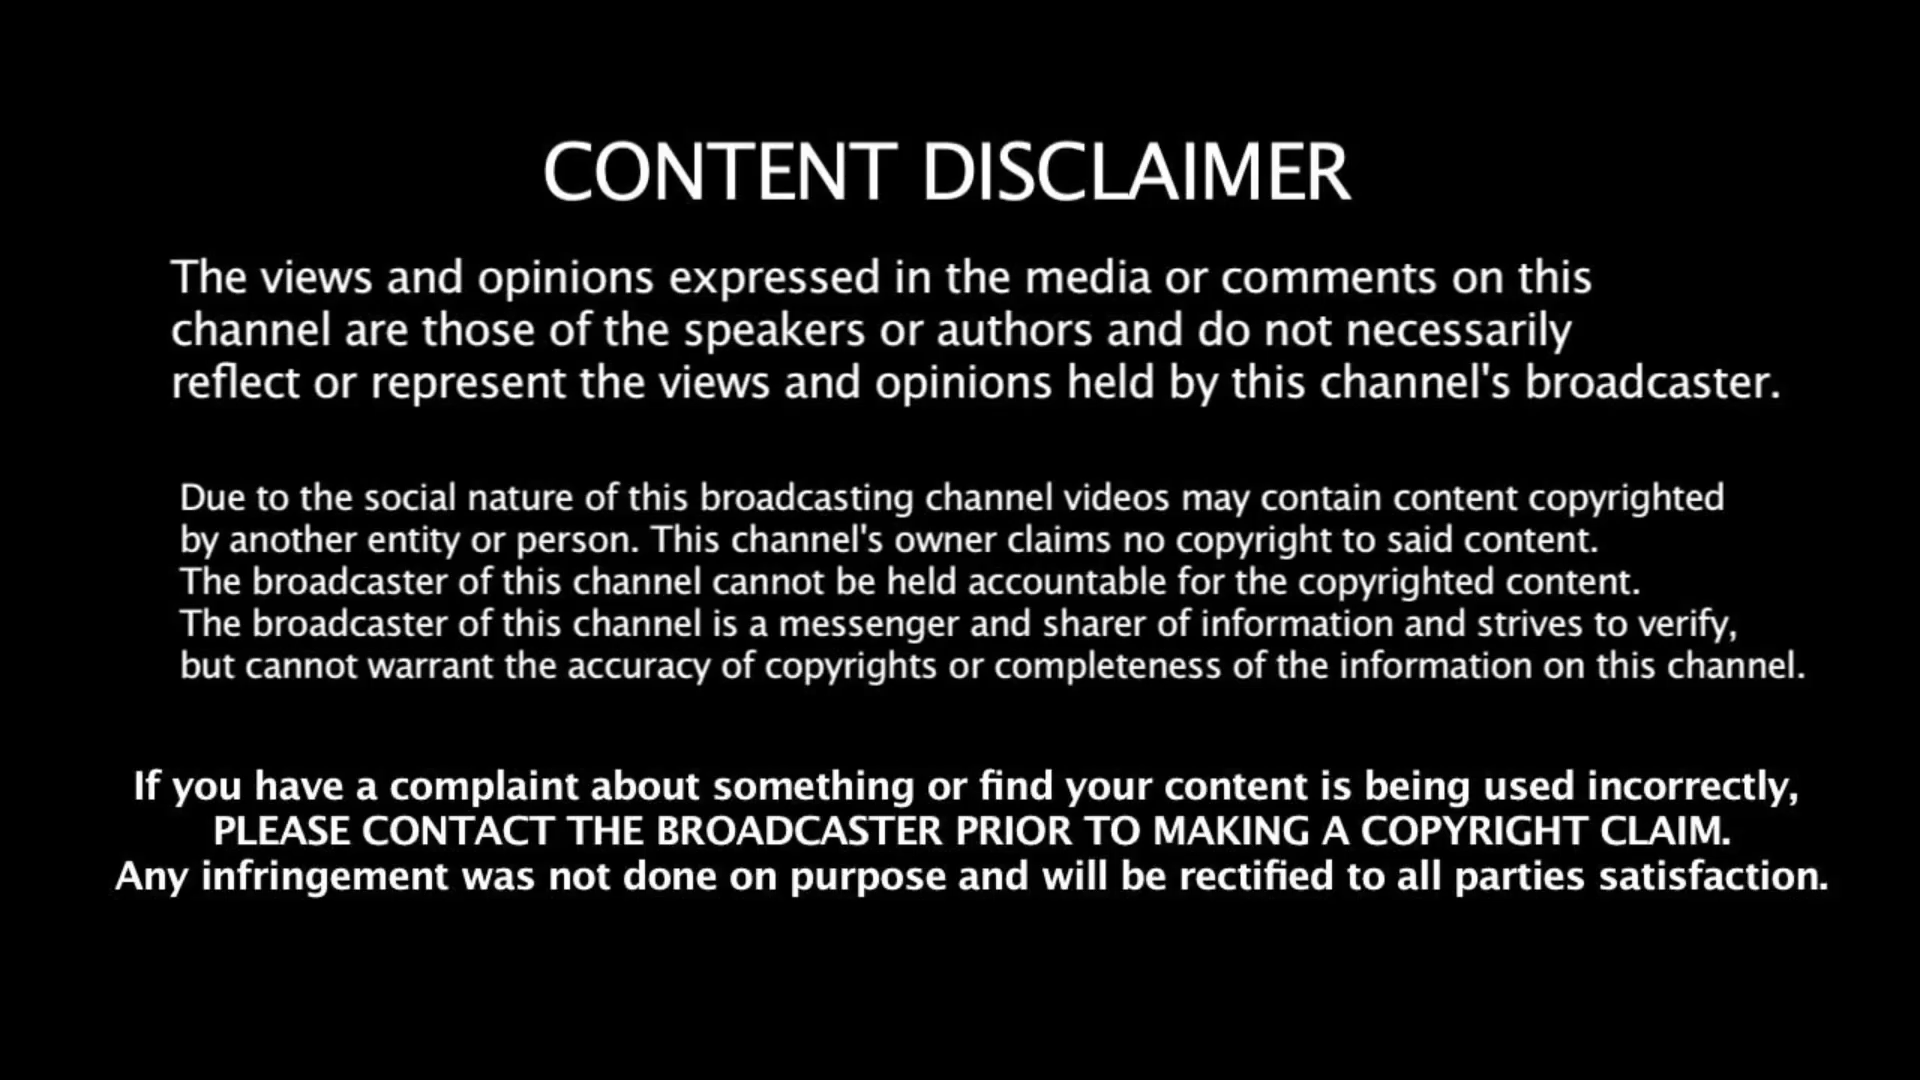 CONTENT DISCLAIMER
The views and opinions expressed in the media or comments on this
channel are those of the speakers or authors and do not necessarily
reflect or represent the views and opinions held by this channel's broadcaster.
Due to the social nature of this broadcasting channel videos may contain content copyrighted
by another entity or person. This channel's owner claims no copyright to said content.
The broadcaster of this channel cannot be held accountable for the copyrighted content.
The broadcaster of this channel is a messenger and sharer of information and strives to verify,
but cannot warrant the accuracy of copyrights or completeness of the information on this channel.
If you have a complaint about something or find your content is being used incorrectly,
PLEASE CONTACT THE BROADCASTER PRIOR TO MAKING A COPYRIGHT CLAIM.
Any infringement was not done on purpose and will be rectified to all parties satisfaction.